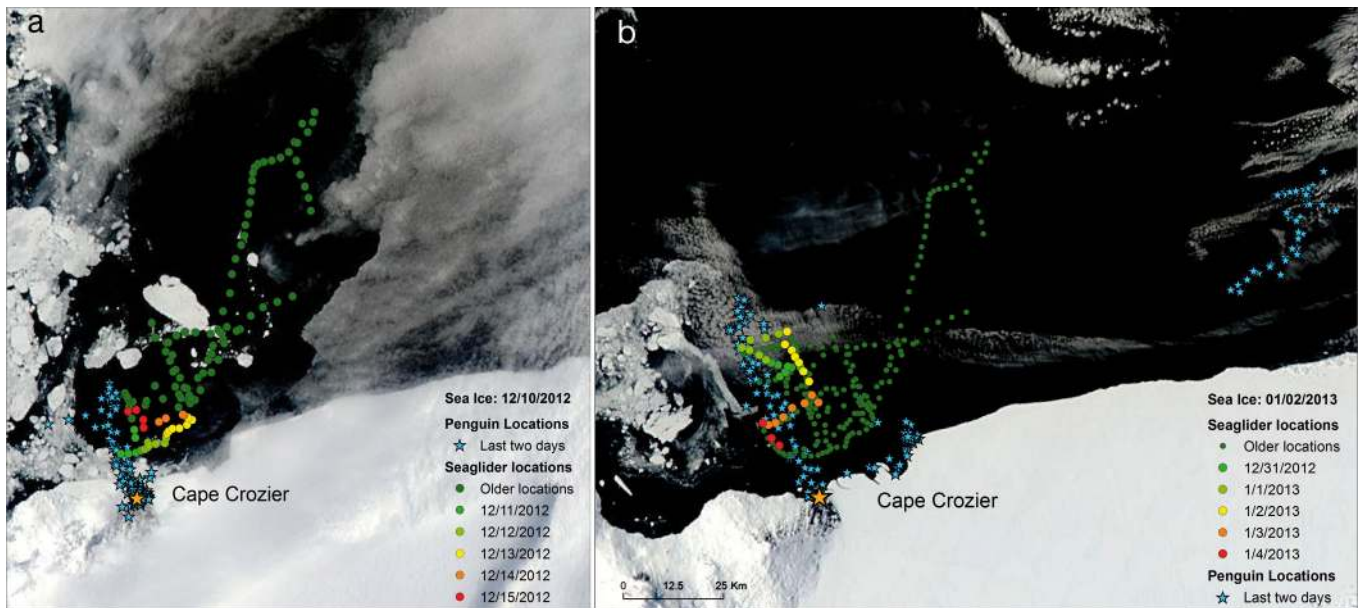 a
Cape Crozier
Sea Ice: 12/10/2012
Penguin Locations
Last two days
Seaglider locations
Older locations
12/11/2012
12/12/2012
12/13/2012
12/14/2012
12/15/2012
b
Cape Crozier
0 12.5 25 Km
Sea Ice: 01/02/2013
Seaglider locations
Older locations
12/31/2012
1/1/2013
1/2/2013
1/3/2013
1/4/2013
Penguin Locations
Last two days